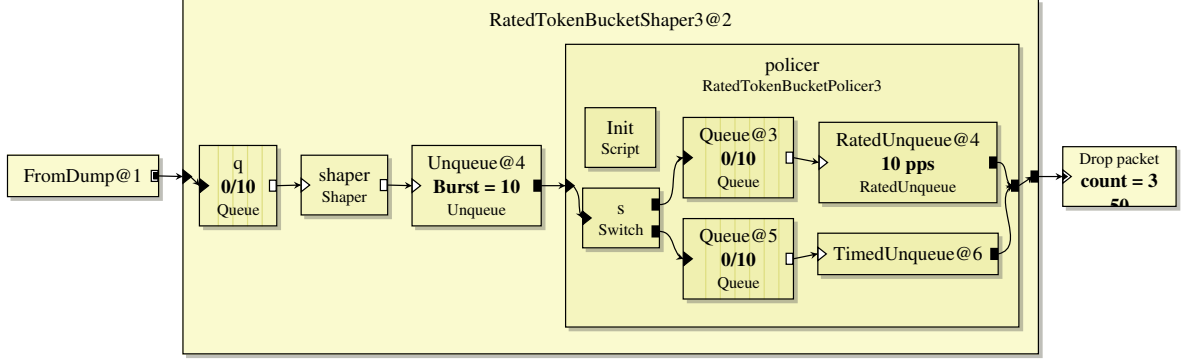 RatedTokenBucketShaper3@2
policer
RatedTokenBucketPolicer3
FromDump@1
q
0/10
Queue
shaper
Shaper
Unqueue@4
Burst = 10
Unqueue
Init
Script
s
Switch
Queue@3
0/10
Queue
RatedUnqueue@4
10 pps
RatedUnqueue
Queue@5
0/10
Queue
TimedUnqueue@6
Drop packet
count = 3